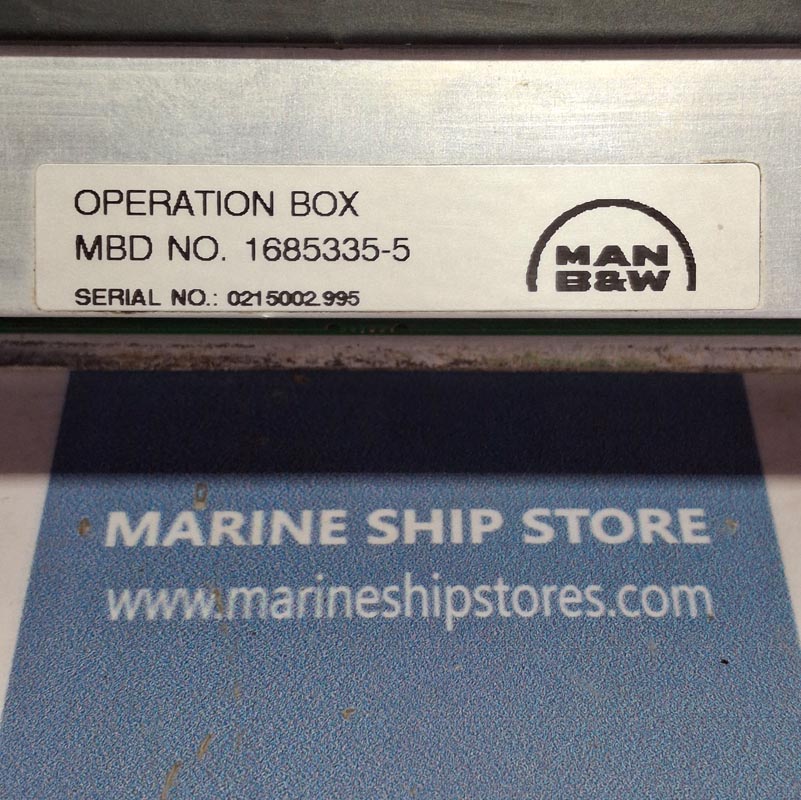 OPERATION BOX
MBD NO. 1685335-5
SERIAL NO.: 0215002.995
MAN
B&W
MARINE SHIP STORE
www.marineshipstores.com